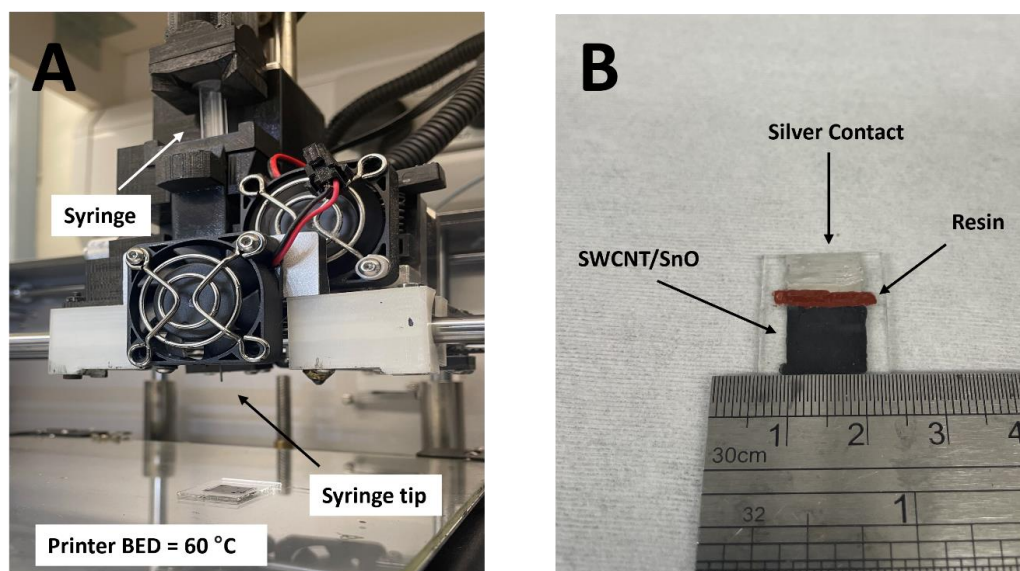 A
Syringe
Syringe tip
Printer BED = 60 °C
B
Silver Contact
Resin
SWCNT/SnO
1 2 3 4
30cm
32
1